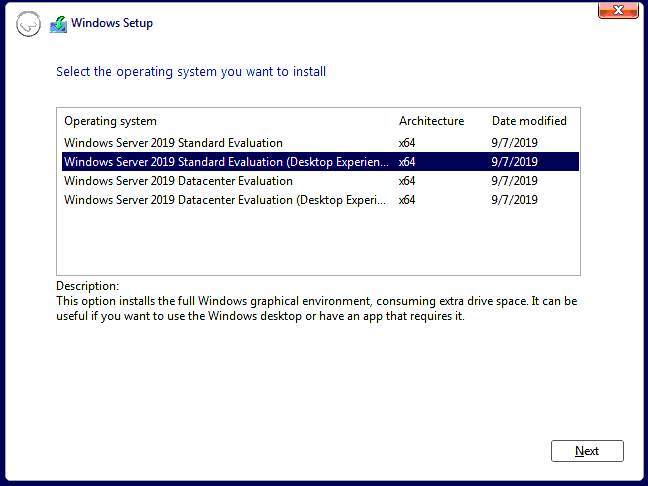 Windows Setup
Select the operating system you want to install
Operating system Architecture Date modified
Windows Server 2019 Standard Evaluation x64 9/7/2019
Windows Server 2019 Standard Evaluation (Desktop Experien... x64 9/7/2019
Windows Server 2019 Datacenter Evaluation x64 9/7/2019
Windows Server 2019 Datacenter Evaluation (Desktop Experi... x64 9/7/2019
Description:
This option installs the full Windows graphical environment, consuming extra drive space. It can be
useful if you want to use the Windows desktop or have an app that requires it.
Next